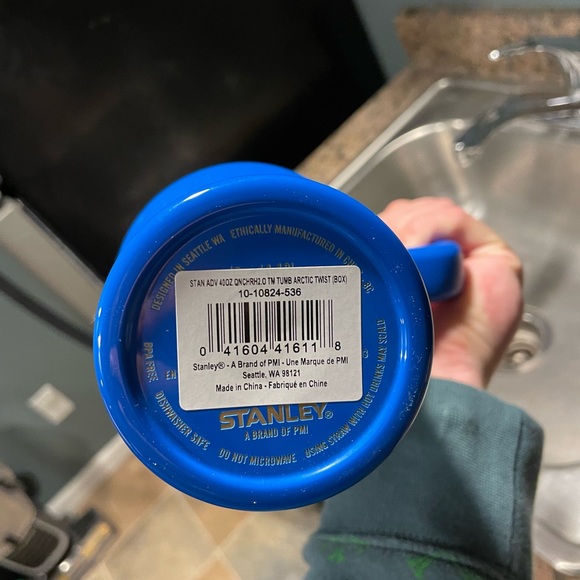 DESIGNED IN SEATTLE WA
ETHICALLY MANUFACTURED IN
STAN ADV 40OZ QNCHRH2.0 TM TUMB ARCTIC TWIST (BOX)
10-10824-536
0 41604 41611 8
Stanley® - A Brand of PMI - Une Marque de PMI
Seattle, WA 98121
Made in China - Fabriqué en Chine
STANLEY®
A BRAND OF PMI
BPA FREE
DISHWASHER SAFE
DO NOT MICROWAVE
USING STRAW WITH HOT DRINKS MAY SCALD